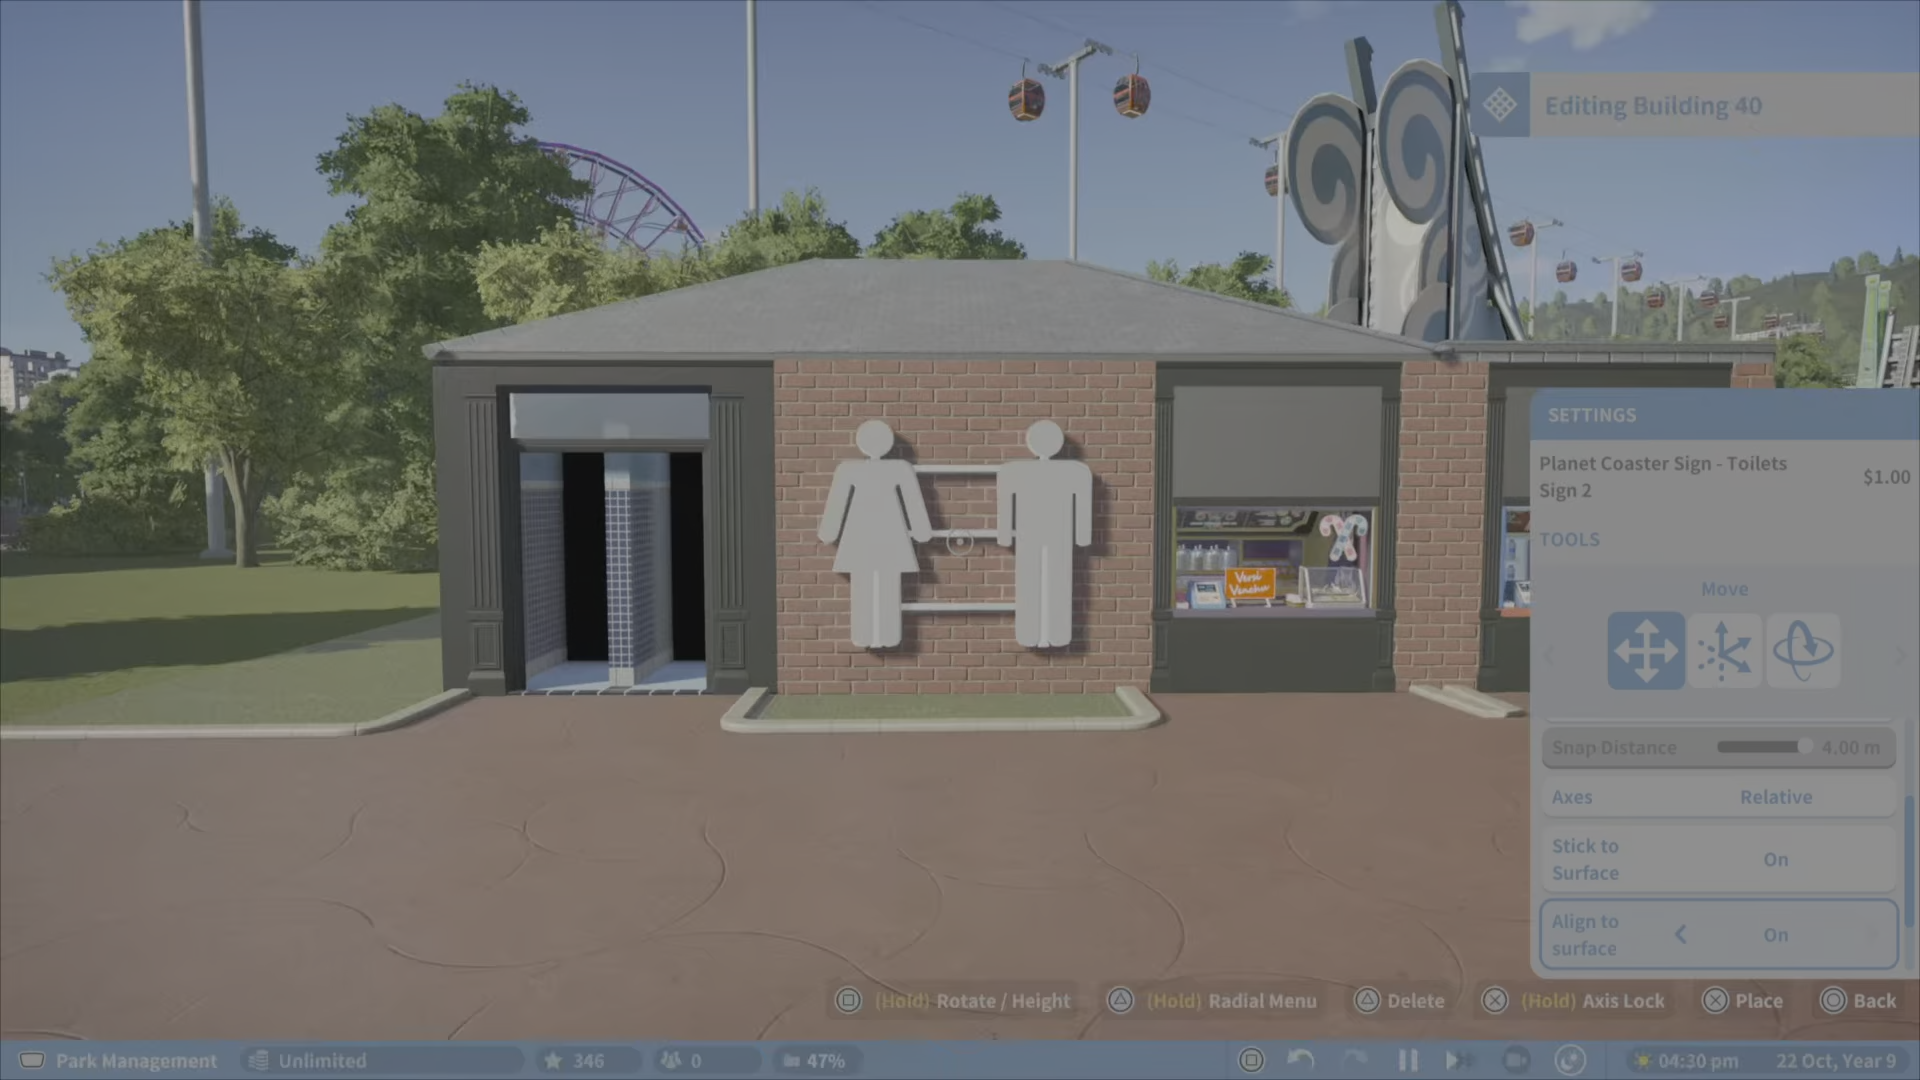 Editing Building 40
SETTINGS
Planet Coaster Sign - Toilets
Sign 2
$1.00
TOOLS
Move
Snap Distance 4.00 m
Axes Relative
Stick to
Surface
On
Align to
surface
On
Versi
Voucher
(Hold) Rotate / Height (Hold) Radial Menu Delete (Hold) Axis Lock Place Back
Park Management Unlimited 346 0 47% 04:30 pm 22 Oct, Year 9